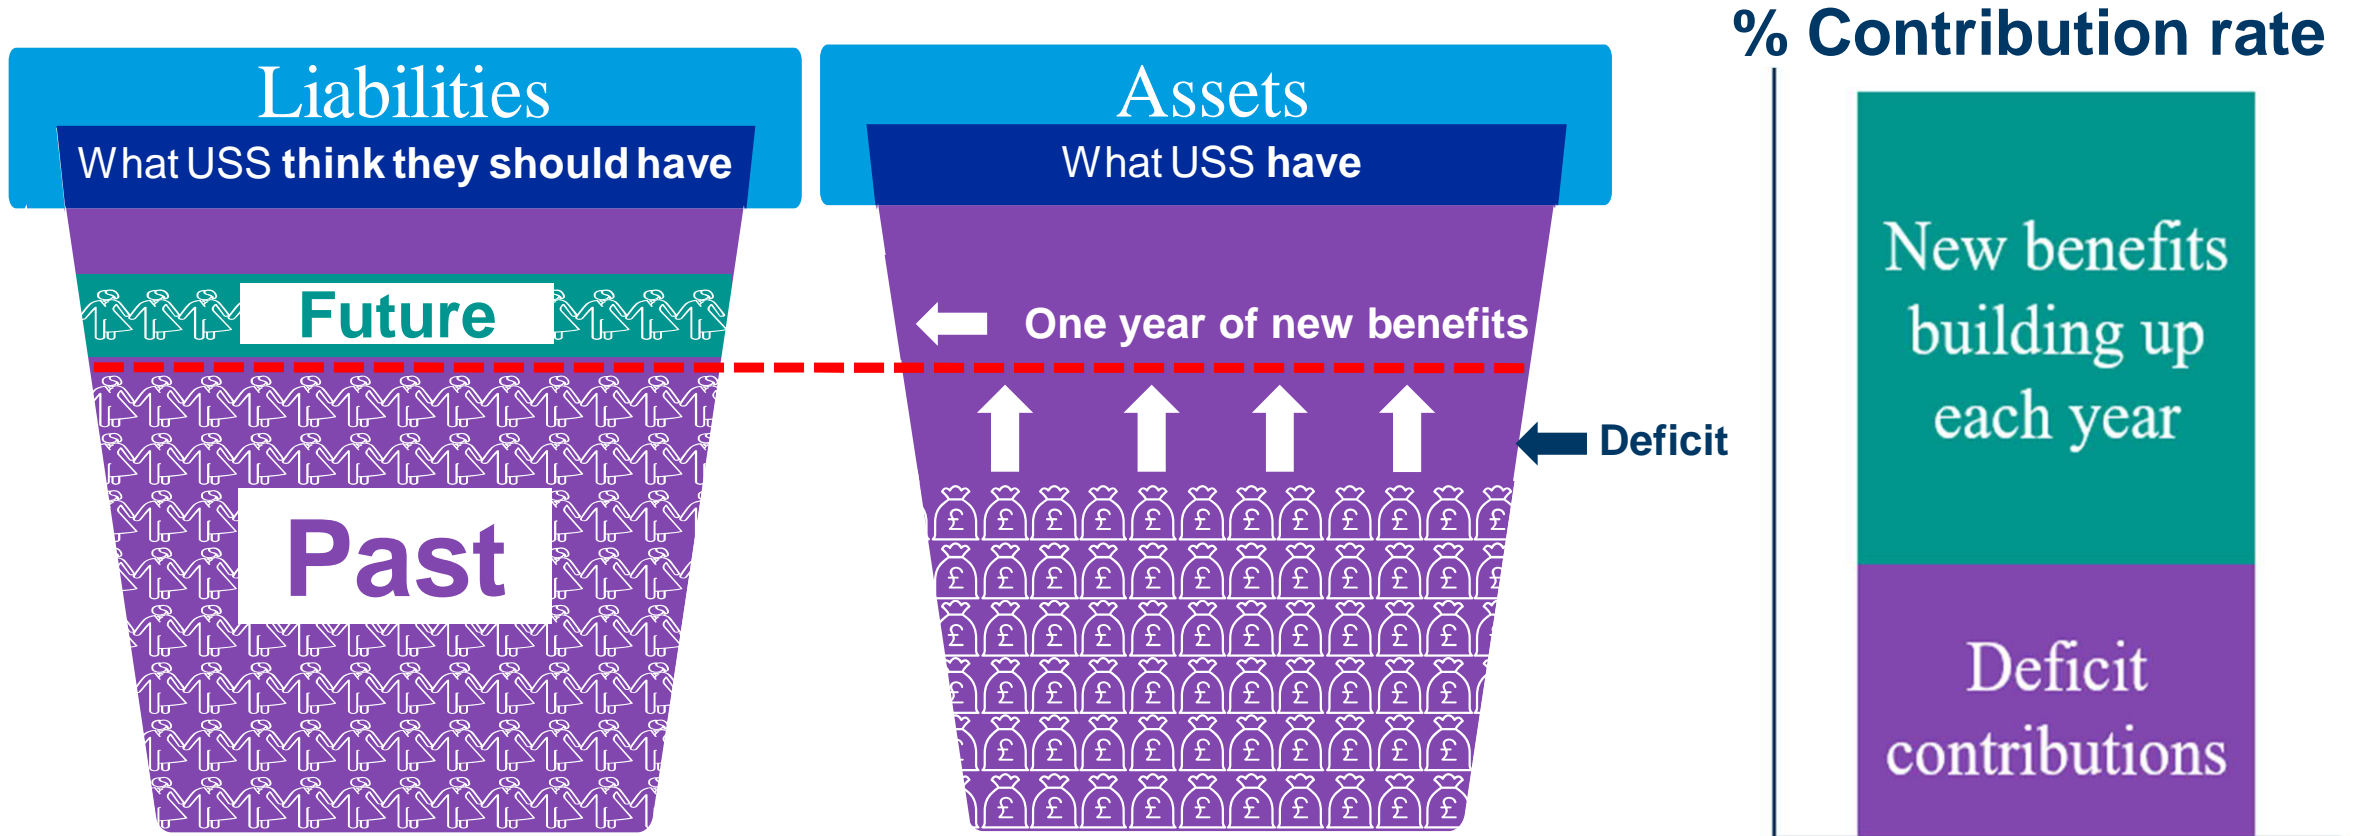 Liabilities
What USS think they should have
Future
Past
Assets
What USS have
One year of new benefits
Deficit
% Contribution rate
New benefits
building up
each year
Deficit
contributions